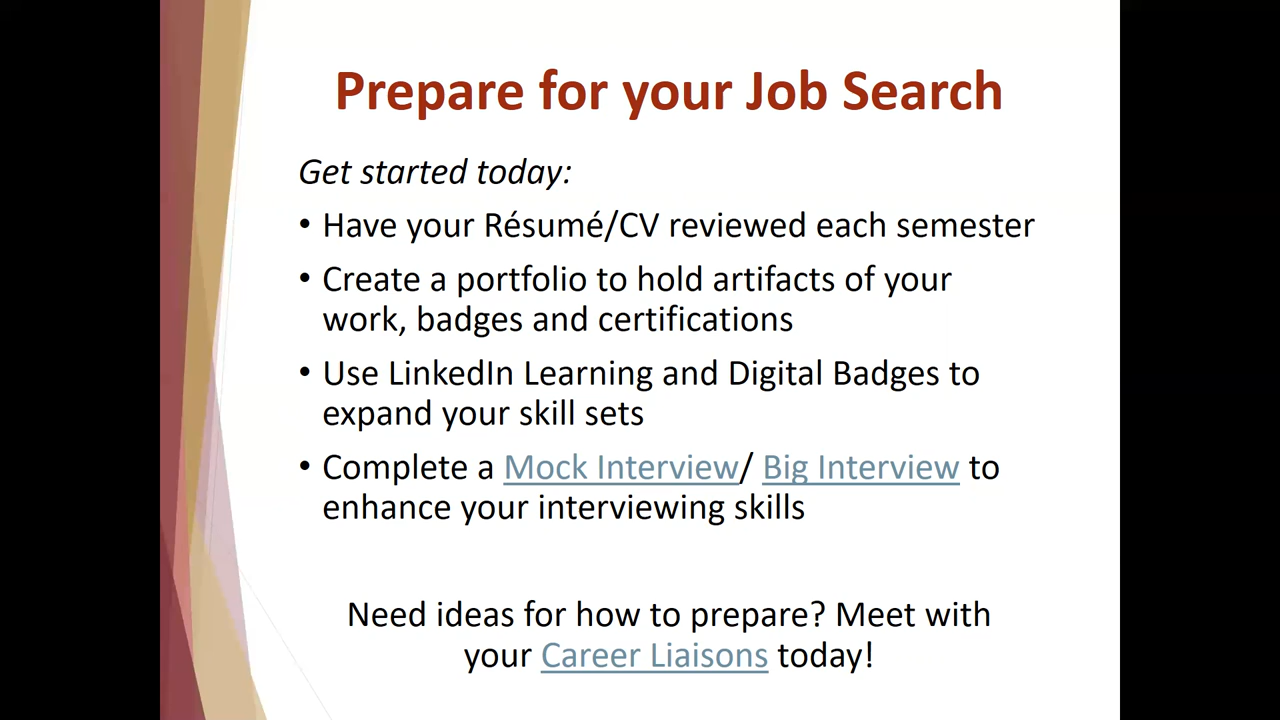 Prepare for your Job Search
Get started today:
• Have your Résumé/CV reviewed each semester
• Create a portfolio to hold artifacts of your
work, badges and certifications
• Use LinkedIn Learning and Digital Badges to
expand your skill sets
• Complete a Mock Interview/ Big Interview to
enhance your interviewing skills
Need ideas for how to prepare? Meet with
your Career Liaisons today!